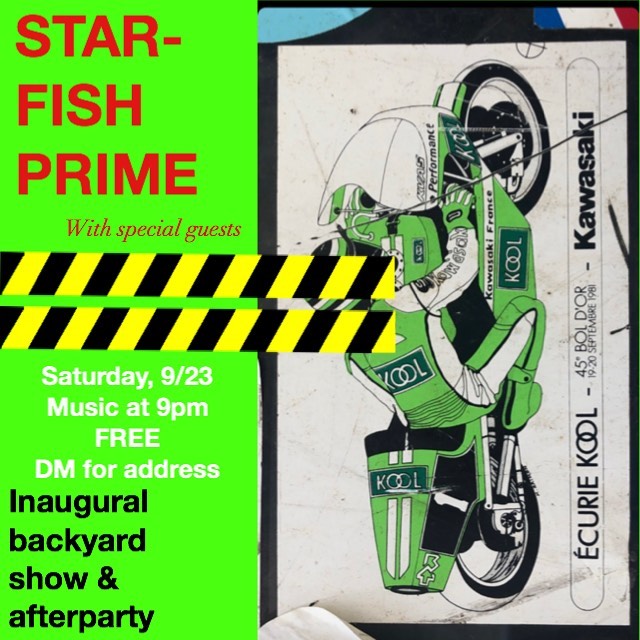 STAR-
FISH
PRIME
With special guests
Saturday, 9/23
Music at 9pm
FREE
DM for address
Inaugural
backyard
show &
afterparty
Performance
KOOL
Kawasaki France
KOOL
KOOL
KOOL
ÉCURIE KOOL - 45e BOL D'OR - Kawasaki
19-20 SEPTEMBRE 1981